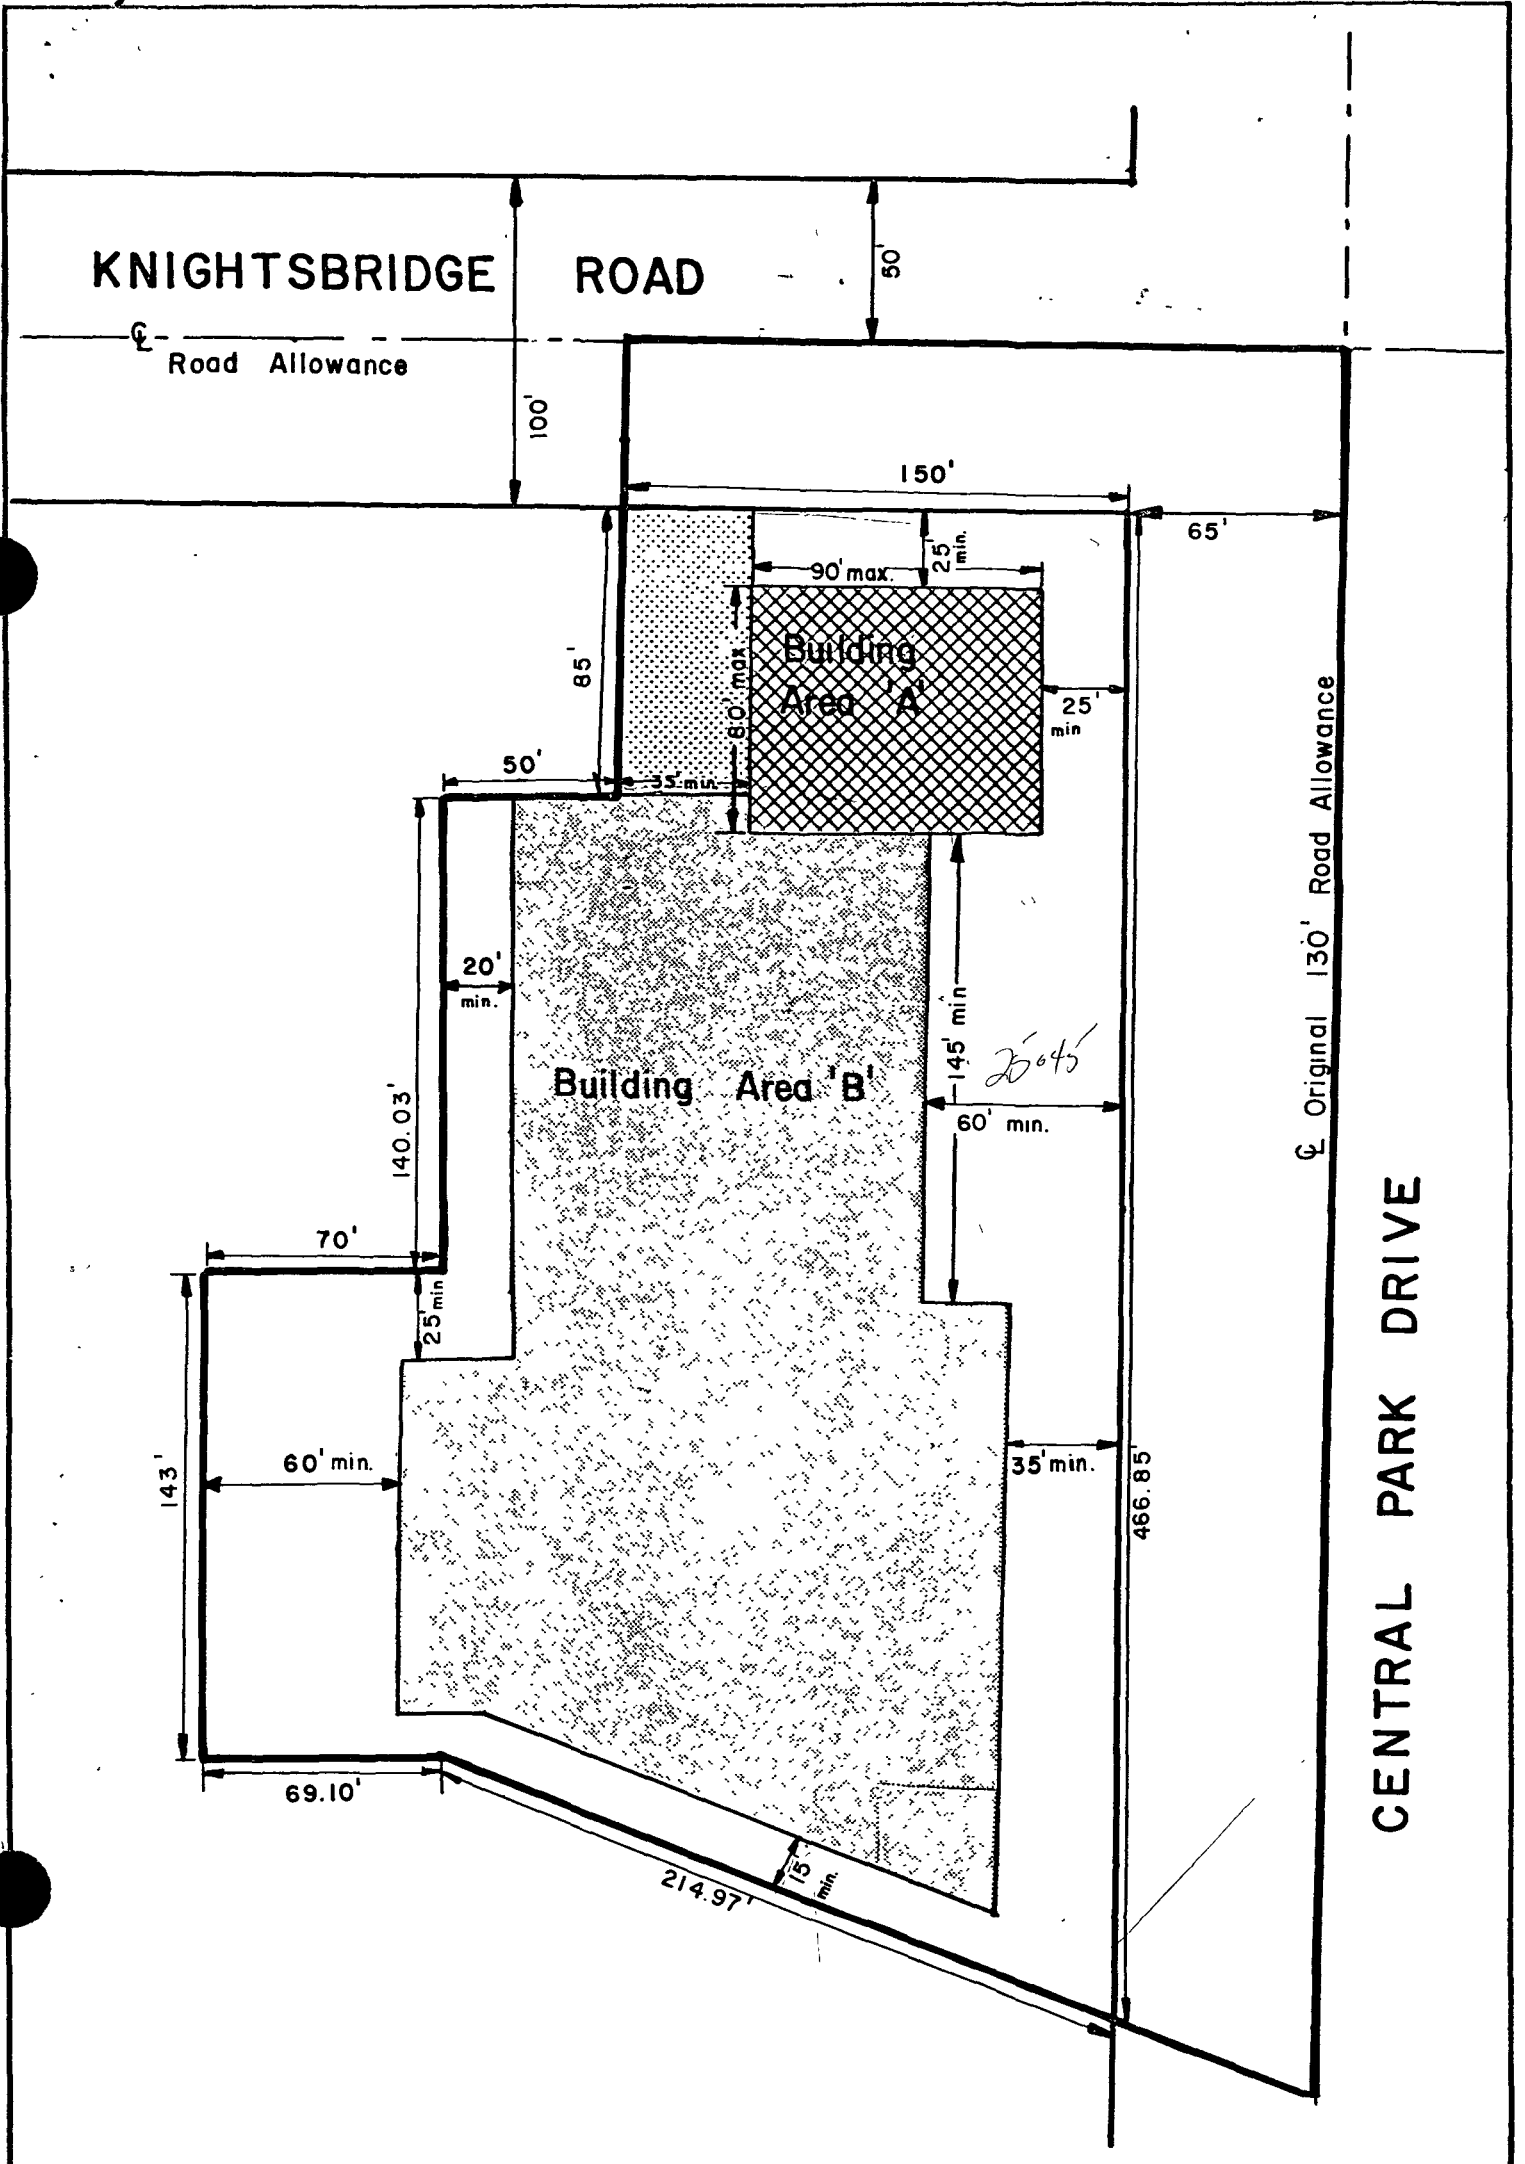 KNIGHTSBRIDGE ROAD
50'
℄
Road Allowance
100'
150'
65'
25' min.
90' max.
Building
Area 'A'
80' max
85'
25'
min
50'
35' min.
20'
min.
145' min
Building Area 'B'
60' min.
140.03'
70'
25' min
143'
60' min.
35' min.
466.85'
69.10'
214.97'
15' min.
℄ Original 130' Road Allowance
CENTRAL PARK DRIVE